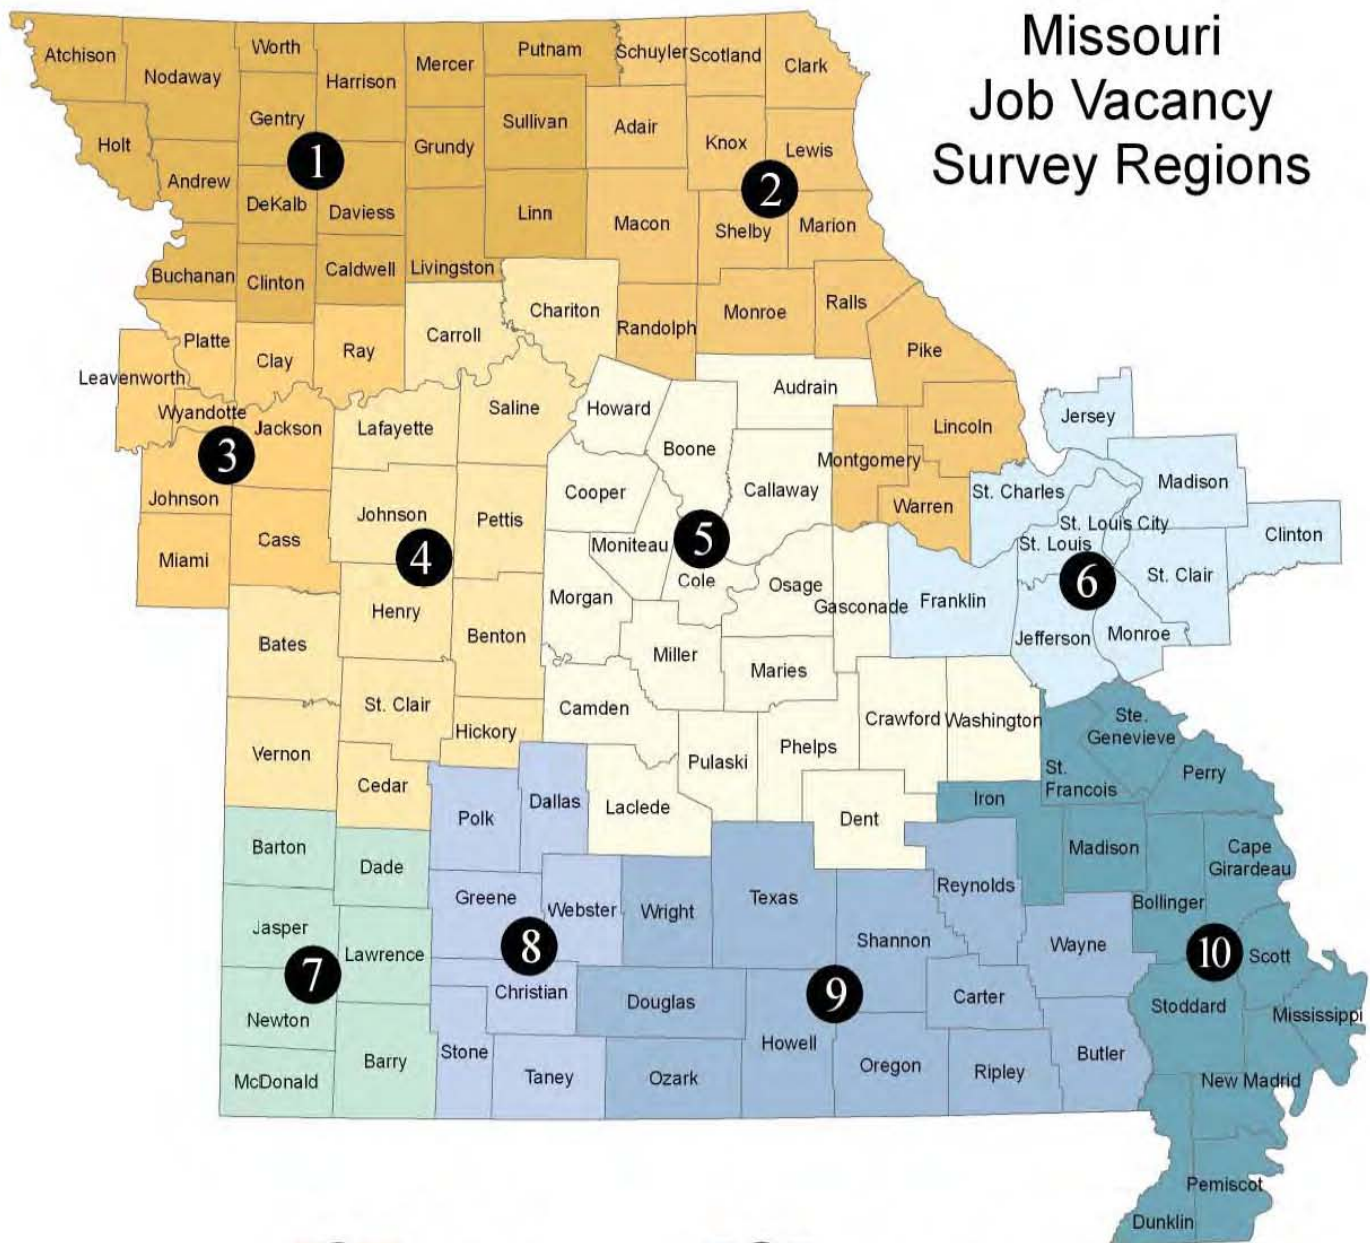 Missouri
Job Vacancy
Survey Regions
Atchison
Nodaway
Worth
Harrison
Mercer
Putnam
Schuyler
Scotland
Clark
Holt
Gentry
Andrew
DeKalb
Daviess
Grundy
Sullivan
Adair
Knox
Lewis
1
2
Linn
Macon
Shelby
Marion
Buchanan
Clinton
Caldwell
Livingston
Chariton
Randolph
Monroe
Ralls
Pike
Platte
Clay
Ray
Carroll
Leavenworth
Wyandotte
Jackson
Lafayette
Saline
Howard
Boone
Audrain
Lincoln
Montgomery
Warren
Jersey
Madison
Clinton
St. Charles
St. Louis City
St. Louis
St. Clair
3
Johnson
Miami
Cass
Johnson
Pettis
4
Cooper
Moniteau
5
Callaway
Cole
Osage
Gasconade
Franklin
6
Jefferson
Monroe
Henry
Benton
Morgan
Bates
Miller
Maries
St. Clair
Hickory
Camden
Crawford
Washington
Pulaski
Phelps
Vernon
Cedar
Laclede
Dent
Ste.
Genevieve
St.
Francois
Perry
Iron
Madison
Cape
Girardeau
Bollinger
Polk
Dallas
Barton
Dade
Greene
Webster
Wright
Texas
Reynolds
Jasper
Lawrence
7
8
Shannon
Wayne
10
Scott
Newton
Christian
Douglas
9
Carter
Stoddard
Mississippi
McDonald
Barry
Stone
Taney
Ozark
Howell
Oregon
Ripley
Butler
New Madrid
Pemiscot
Dunklin